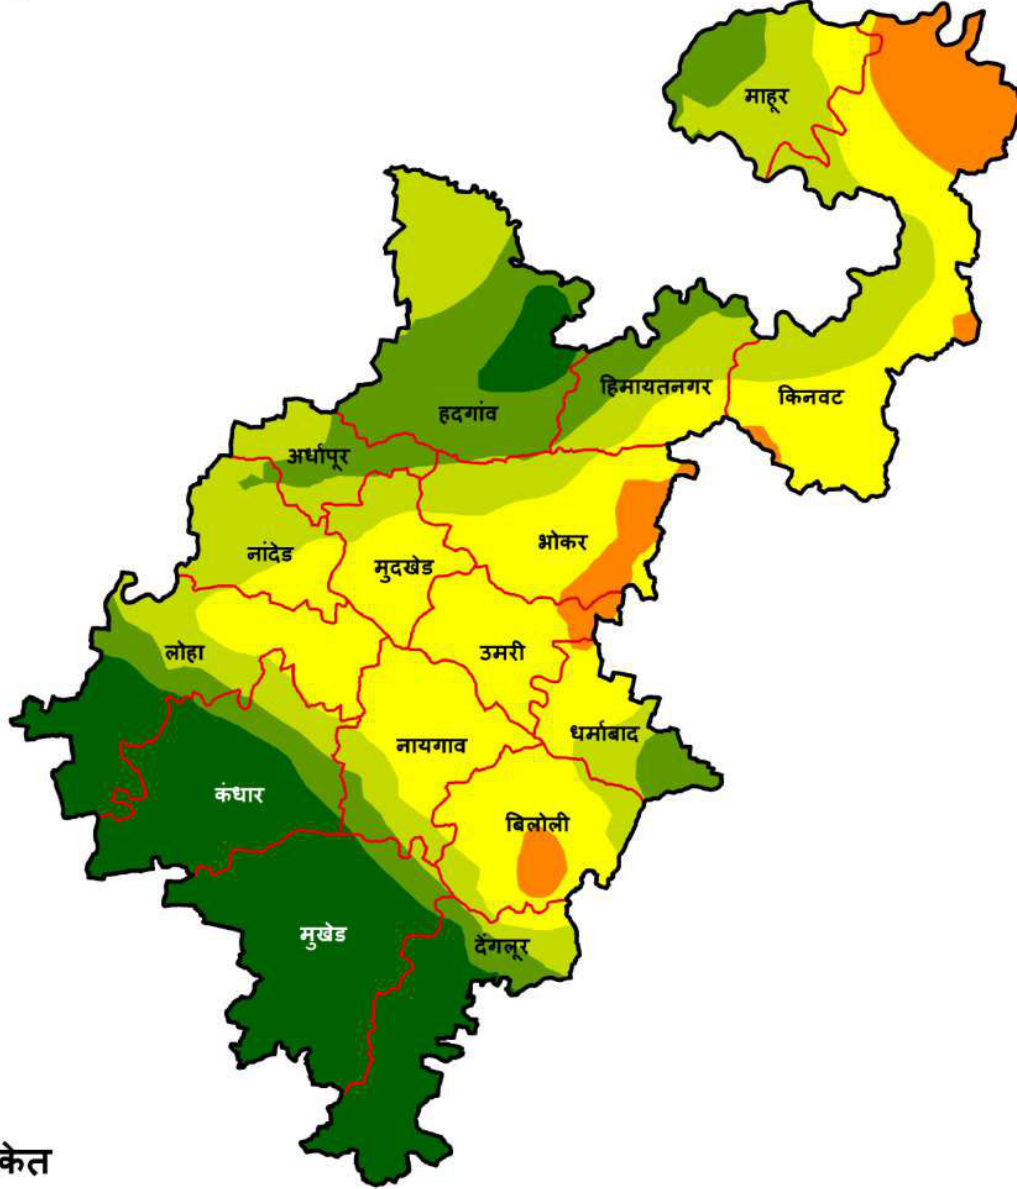 माहूर
हिमायतनगर
किनवट
हदगांव
अर्धापूर
भोकर
नांदेड
मुदखेड
लोहा
उमरी
धर्माबाद
नायगाव
कंधार
बिलोली
मुखेड
देंगलूर
केत